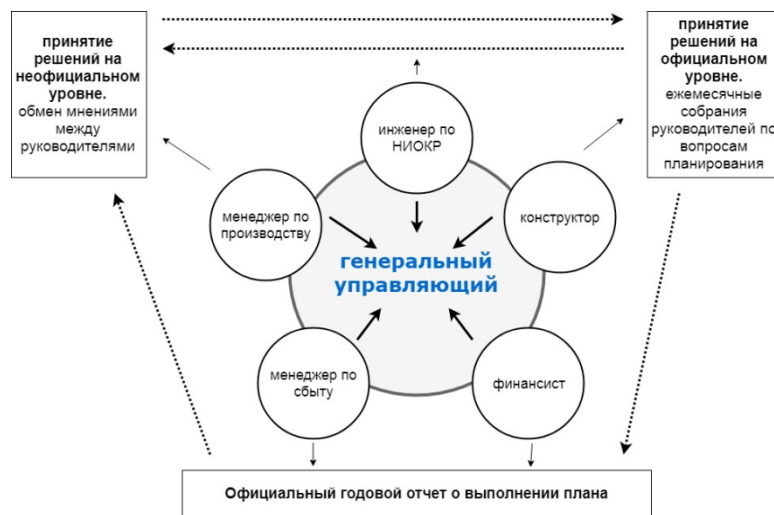 принятие
решений на
неофициальном
уровне.
обмен мнениями
между
руководителями
принятие
решений на
официальном
уровне.
ежемесячные
собрания
руководителей по
вопросам
планирования
инженер по
НИОКР
менеджер по
производству
конструктор
генеральный
управляющий
менеджер по
сбыту
финансист
Официальный годовой отчет о выполнении плана